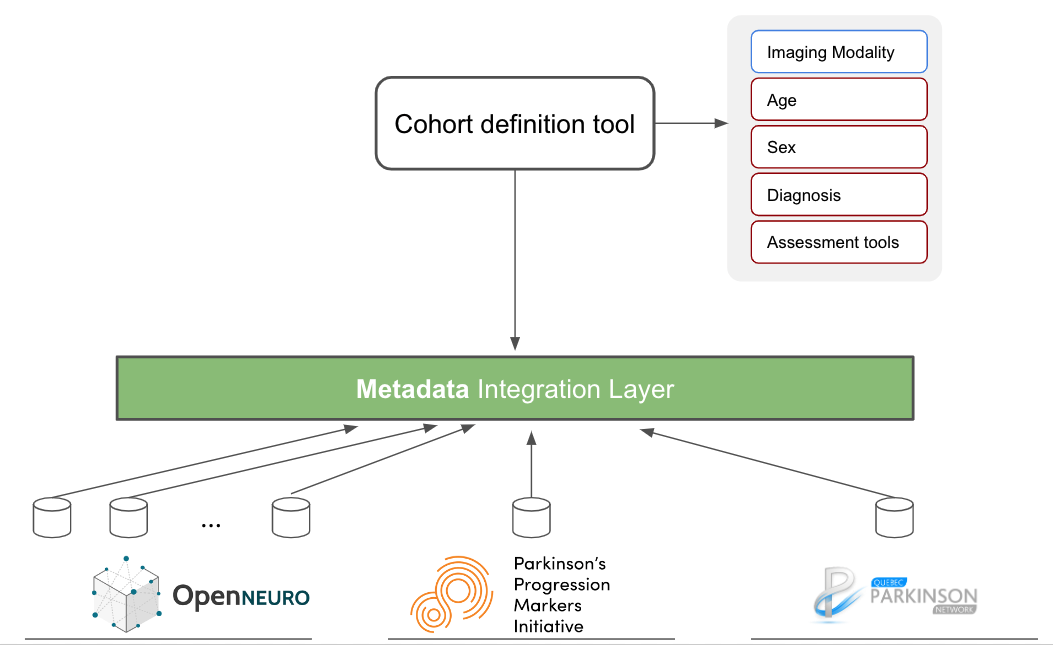 Imaging Modality
Cohort definition tool
Age
Sex
Diagnosis
Assessment tools
Metadata Integration Layer
...
OpenNEURO
Parkinson's
Progression
Markers
Initiative
QUEBEC
PARKINSON
NETWORK